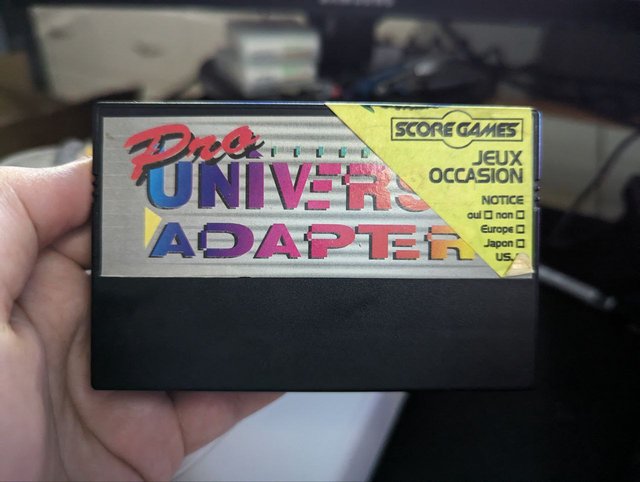 Pro
UNIVERS
ADAPTER
SCORE GAMES
JEUX
OCCASION
NOTICE
oui □ non □
Europe □
Japon □
US.